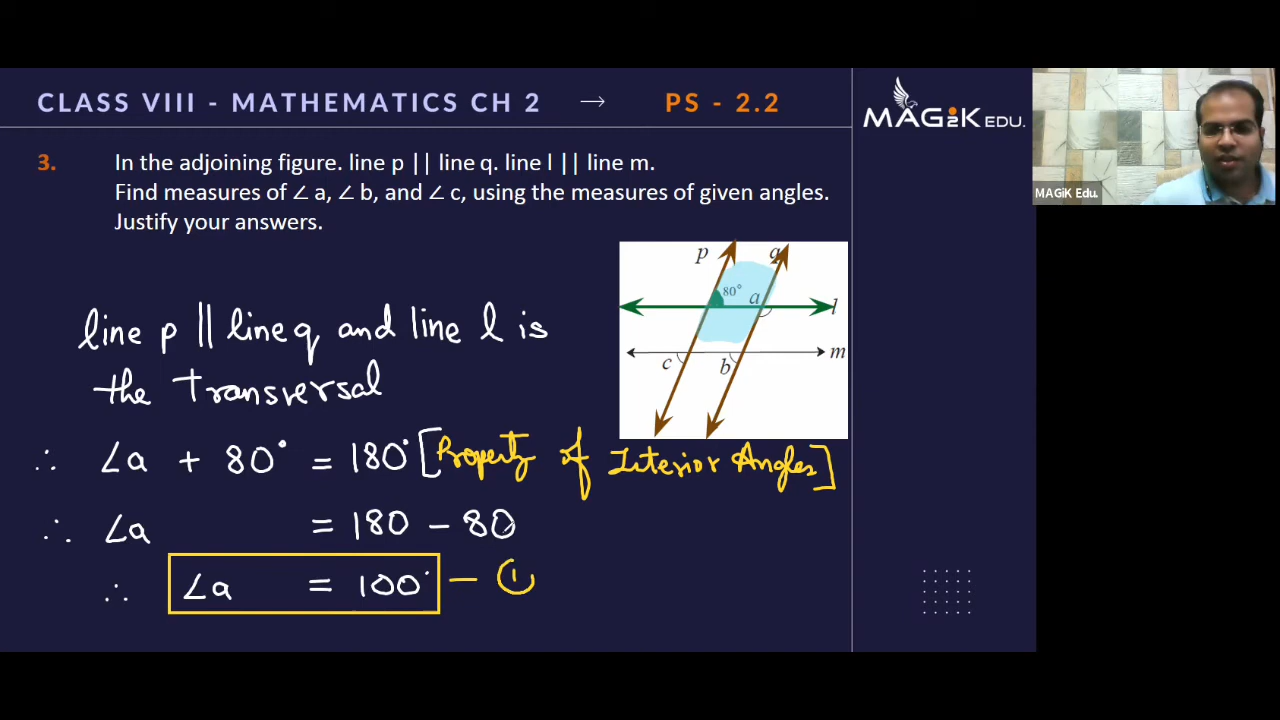 CLASS VIII - MATHEMATICS CH 2 → PS - 2.2
MAGiK EDU.
MAGiK Edu.
3. In the adjoining figure. line p || line q. line l || line m.
Find measures of ∠ a, ∠ b, and ∠ c, using the measures of given angles.
Justify your answers.
p q
80° a l
m
c b
line p || line q and line l is
the Transversal
∴ ∠a + 80° = 180° [Property of Interior Angles]
∴ ∠a = 180 - 80
∴ ∠a = 100° - ①